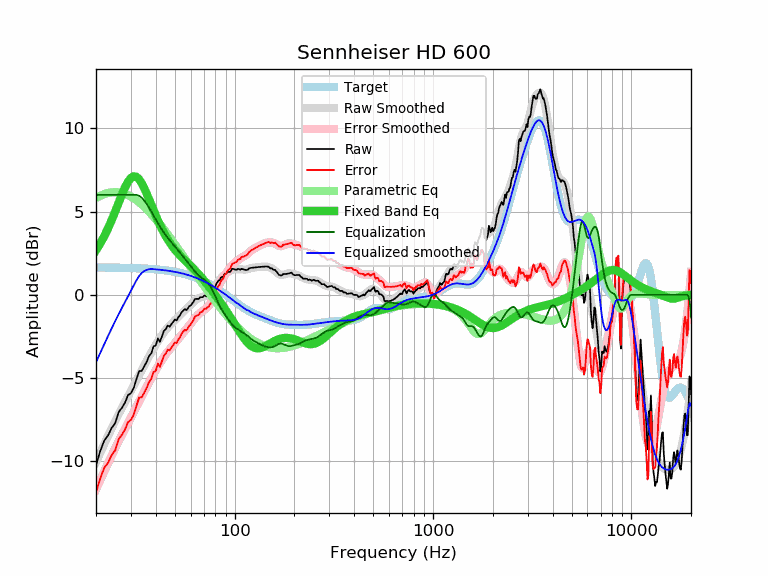 Sennheiser HD 600
Target
Raw Smoothed
Error Smoothed
Raw
Error
Parametric Eq
Fixed Band Eq
Equalization
Equalized smoothed
Amplitude (dBr)
10
5
0
−5
−10
100 1000 10000
Frequency (Hz)